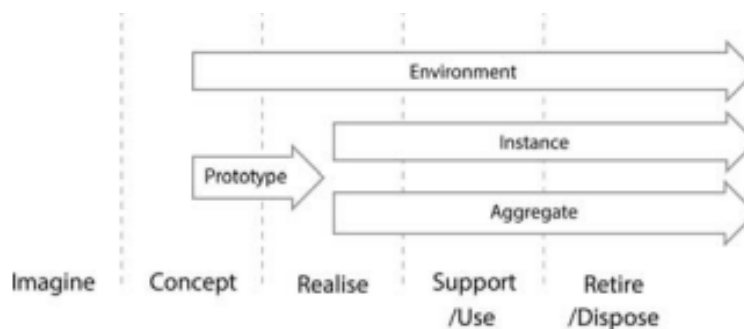 Environment
Instance
Prototype
Aggregate
Imagine Concept Realise Support Retire
/Use /Dispose